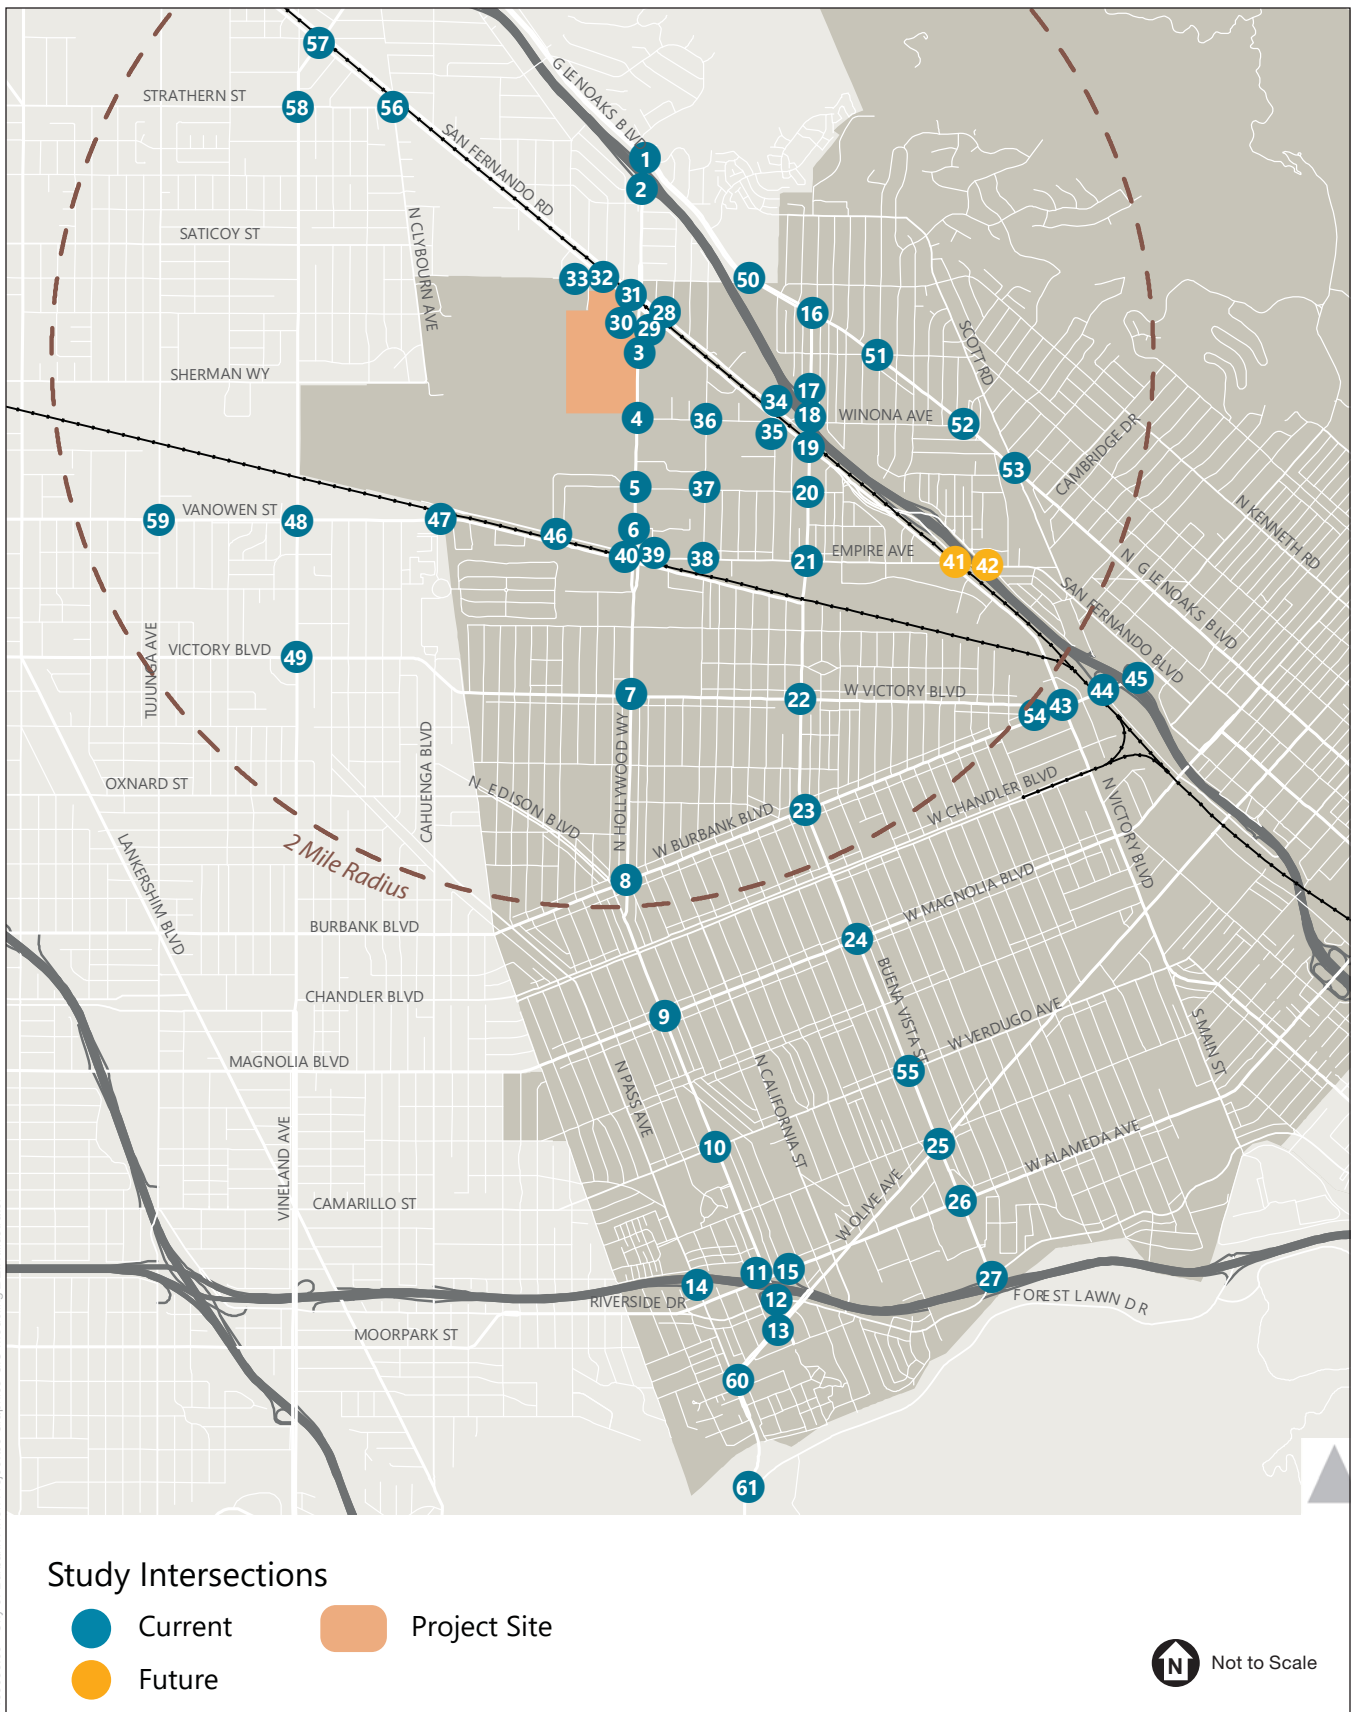 57
STRATHERN ST
58
56
GLENOAKS BLVD
SAN FERNANDO RD
1
2
N CLYBOURN AVE
SATICOY ST
33
32
31
50
30
28
29
16
3
51
SCOTT RD
SHERMAN WY
34
17
4
36
18
WINONA AVE
52
35
19
53
CAMBRIDGE DR
5
37
20
N KENNETH RD
59
VANOWEN ST
48
47
46
6
40
39
38
21
EMPIRE AVE
41
42
N GLENOAKS BLVD
SAN FERNANDO BLVD
TUJUNGA AVE
VICTORY BLVD
49
7
22
W VICTORY BLVD
54
43
44
45
N HOLLYWOOD WY
CAHUENGA BLVD
OXNARD ST
N EDISON BLVD
W BURBANK BLVD
23
W CHANDLER BLVD
N VICTORY BLVD
LANKERSHIM BLVD
2 Mile Radius
8
W MAGNOLIA BLVD
BURBANK BLVD
24
BUENA VISTA ST
CHANDLER BLVD
9
W VERDUGO AVE
S MAIN ST
MAGNOLIA BLVD
N PASS AVE
N CALIFORNIA ST
55
VINELAND AVE
10
25
W ALAMEDA AVE
CAMARILLO ST
W OLIVE AVE
26
11
15
14
27
RIVERSIDE DR
12
FOREST LAWN DR
MOORPARK ST
13
60
61
Study Intersections
Current
Project Site
Future
N
Not to Scale